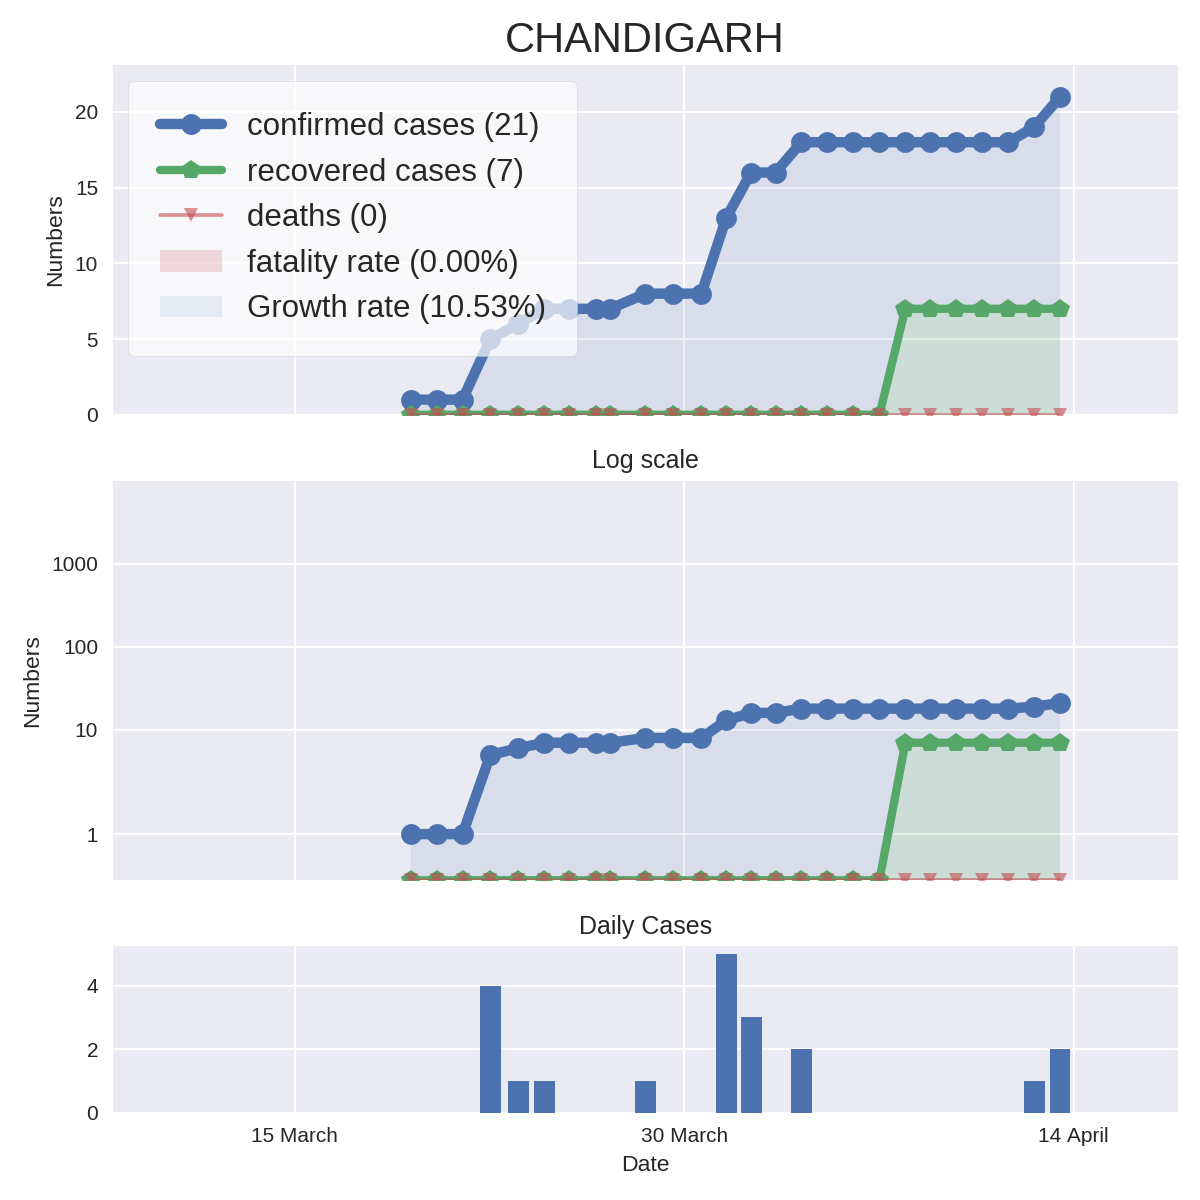 CHANDIGARH
20
15
10
5
0
Numbers
confirmed cases (21)
recovered cases (7)
deaths (0)
fatality rate (0.00%)
Growth rate (10.53%)
Log scale
1000
100
10
1
Numbers
Daily Cases
4
2
0
15 March
30 March
14 April
Date